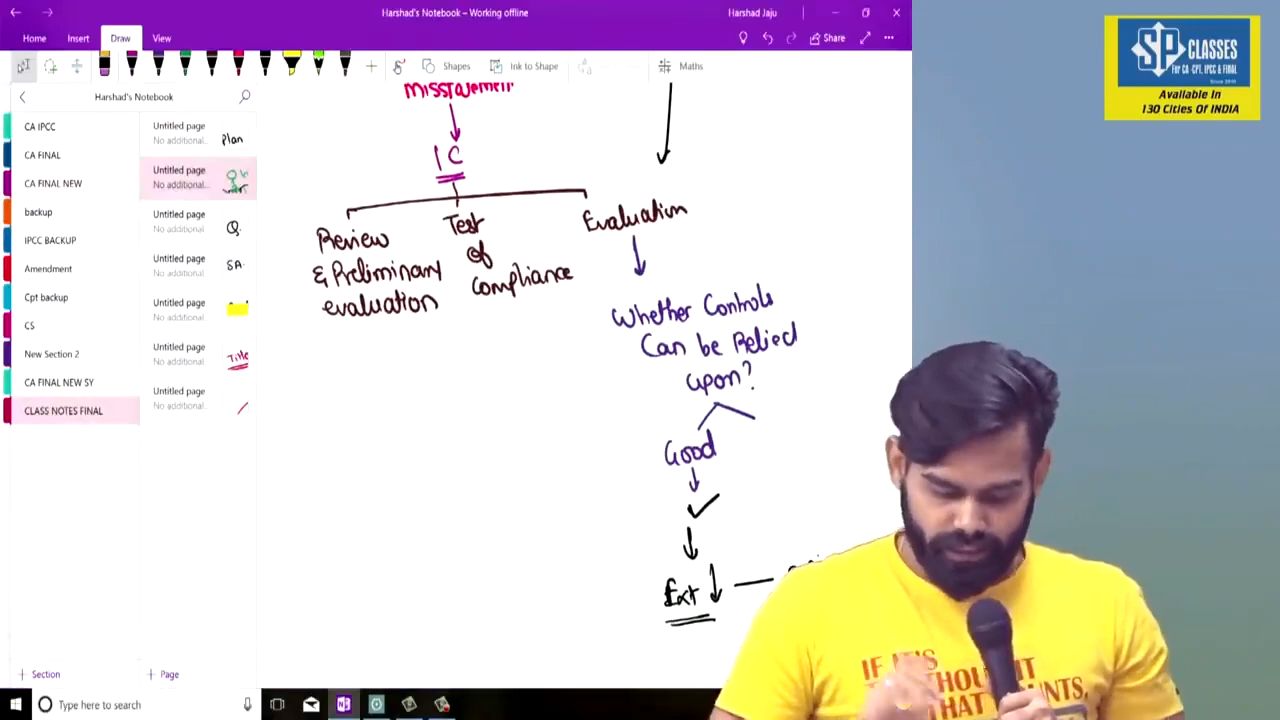 Harshad's Notebook – Working offline
Harshad Jaju
Home
Insert
Draw
View
Share
Shapes
Ink to Shape
Maths
Harshad's Notebook
CA IPCC
CA FINAL
CA FINAL NEW
backup
IPCC BACKUP
Amendment
Cpt backup
CS
New Section 2
CA FINAL NEW SY
CLASS NOTES FINAL
Untitled page
No additional...
Plan
Untitled page
No additional...
Untitled page
No additional...
Q.
Untitled page
No additional...
SA.
Untitled page
No additional...
Untitled page
No additional...
Title
Untitled page
No additional...
Section
Page
Misstatement
IC
Review
& Preliminary
evaluation
Test
of
compliance
Evaluation
Whether Controls
Can be Relied
upon?
Good
Ext
Type here to search
SP CLASSES
For CA- CPT, IPCC & FINAL
Since 2010
Available In
130 Cities Of INDIA
IF IT'S